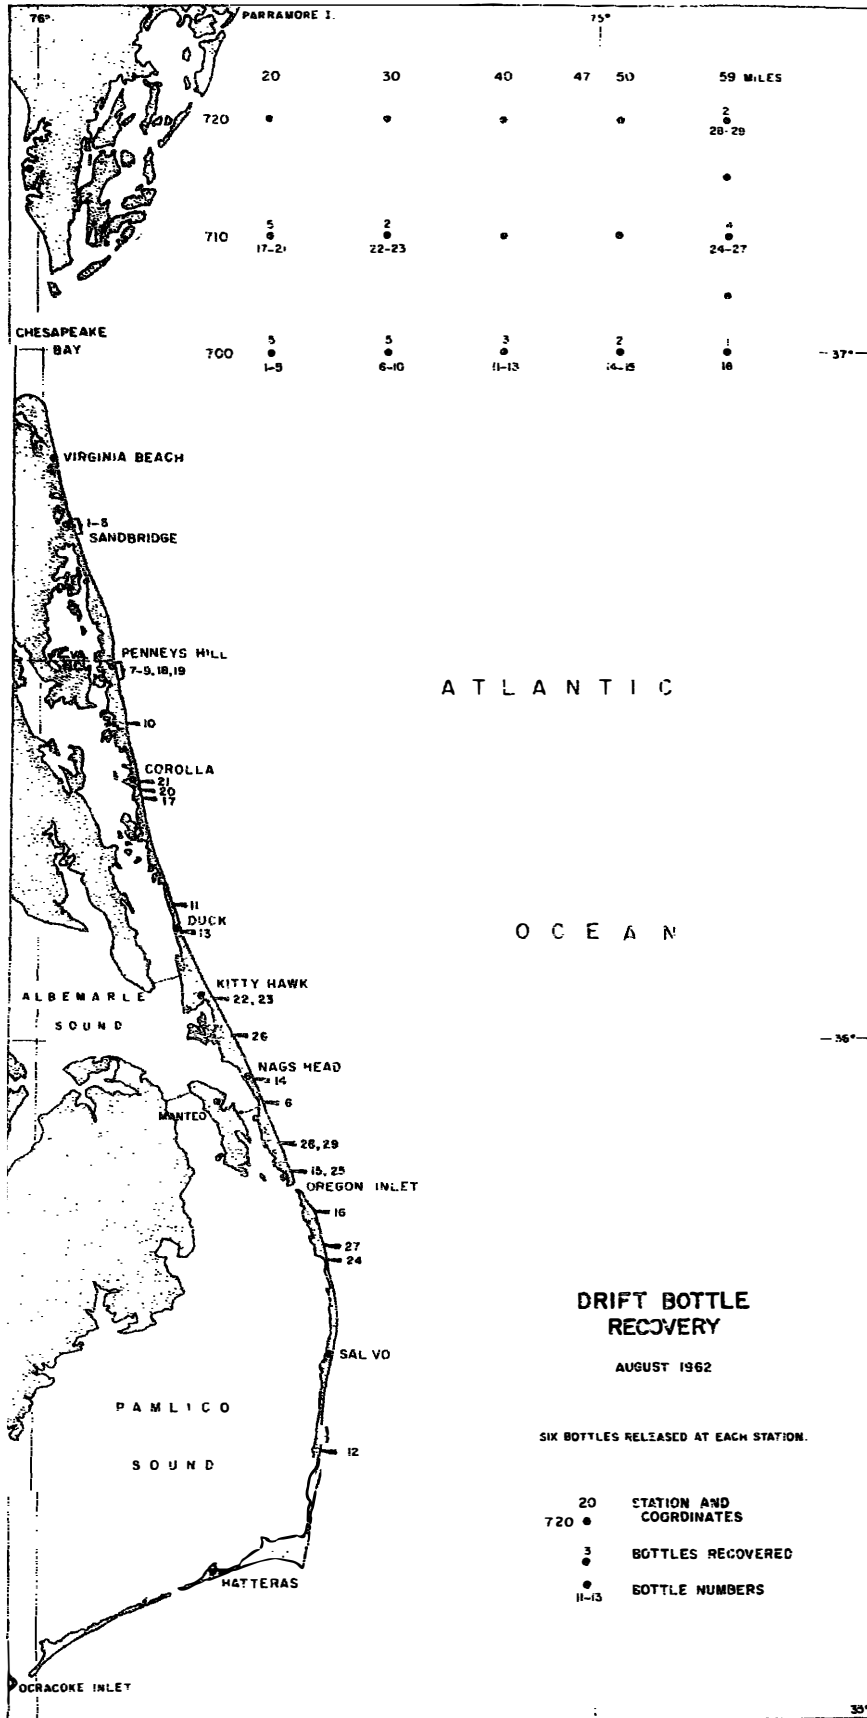 76°
PARRAMORE I.
75°
20 30 40 47 50 59 MILES
720
2
28-29
5 2 4
710
17-21 22-23 24-27
CHESAPEAKE
BAY
5 5 3 2 1
700
37°
1-5 6-10 11-13 14-15 16
VIRGINIA BEACH
1-5
SANDBRIDGE
PENNEYS HILL
7-9,18,19
ATLANTIC
10
COROLLA
21
20
17
11
DUCK
13
OCEAN
KITTY HAWK
22, 23
ALBEMARLE
SOUND
26
36°
NAGS HEAD
14
MANTEO
6
28, 29
15, 25
OREGON INLET
16
27
24
DRIFT BOTTLE
RECOVERY
SALVO
AUGUST 1962
PAMLICO
SOUND
SIX BOTTLES RELEASED AT EACH STATION.
12
20 STATION AND
720 COORDINATES
3 BOTTLES RECOVERED
11-13 BOTTLE NUMBERS
HATTERAS
OCRACOKE INLET
35°